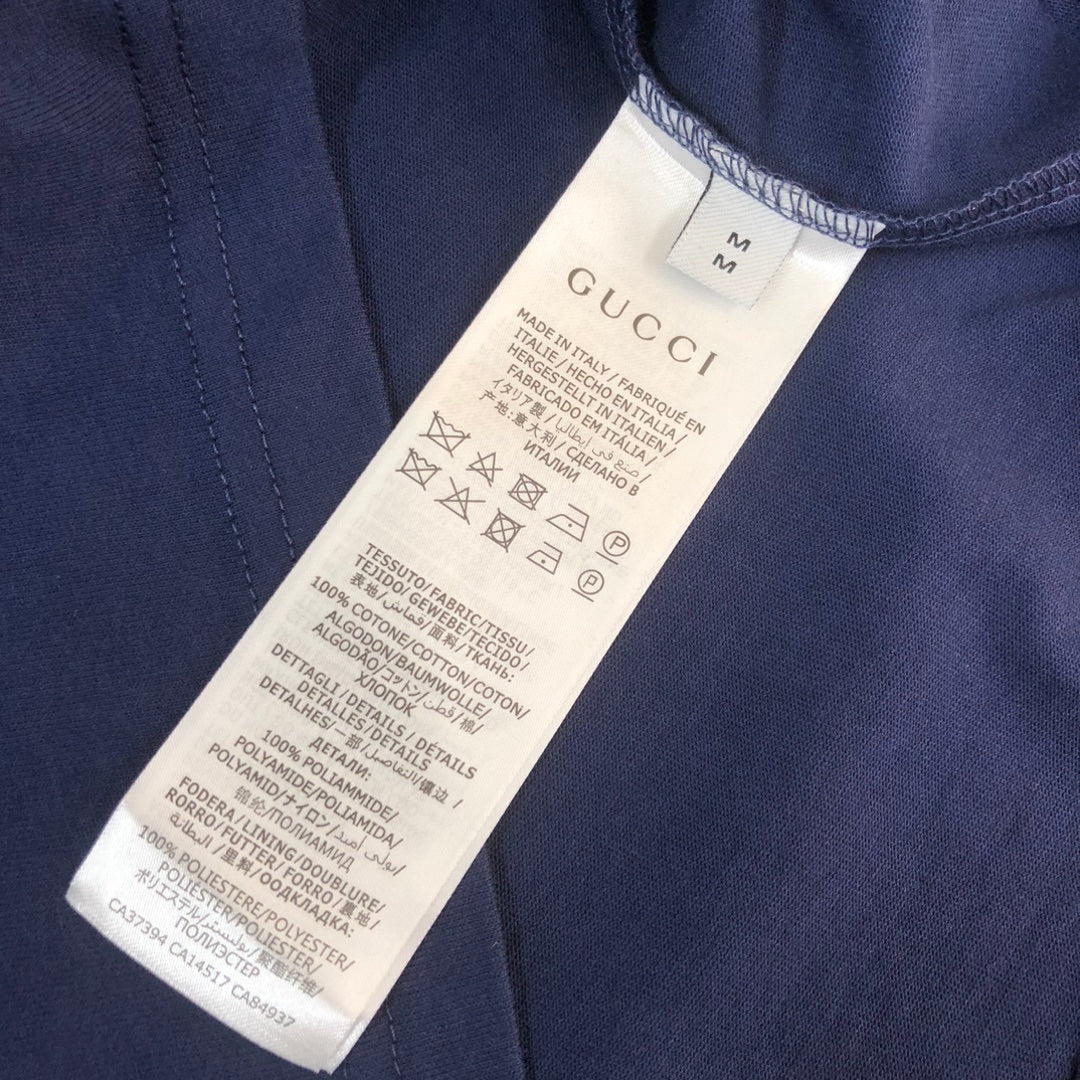 M
M
GUCCI
MADE IN ITALY / FABRIQUÉ EN
ITALIE / HECHO EN ITALIA /
HERGESTELLT IN ITALIEN /
FABRICADO EM ITÁLIA /
イタリア製 / صنع في إيطاليا /
产地:意大利 / СДЕЛАНО В
ИТАЛИИ
P
P
TESSUTO/FABRIC/TISSU/
TEJIDO/GEWEBE/TECIDO/
表地/قماش/面料/ТКАНЬ:
100% COTONE/COTTON/COTON/
ALGODON/BAUMWOLLE/
ALGODÃO/コットン/قطن/棉/
ХЛОПОК
DETTAGLI / DETAILS / DÉTAILS
DETALLES/DETAILS
DETALHES/一部/التفاصيل/镶边 /
ДЕТАЛИ:
100% POLIAMMIDE/
POLYAMIDE/POLIAMIDA/
POLYAMID/ナイロン/بولي أميد/
锦纶/ПОЛИАМИД
FODERA / LINING/DOUBLURE/
RORRO/FUTTER/FORRO/裏地/
البطانة /里料/ООДКЛАДКА:
100% POLIESTERE/POLYESTER/
POLIESTER/POLIESTER/
ポリエステル/بوليستر/聚酯纤维/
ПОЛИЭСТЕР
CA37394 CA14517 CA84937